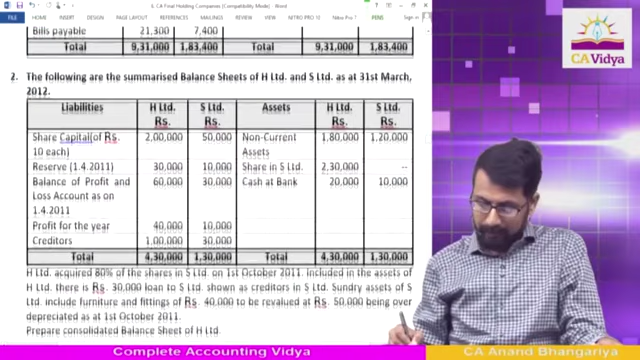 5. CA Final Holding Companies [Compatibility Mode] - Word
FILE HOME INSERT DESIGN PAGE LAYOUT REFERENCES MAILINGS REVIEW VIEW NITRO PRO 10 PENS Sign in
Bills payable 21,300 7,400
Total 9,31,000 1,83,400 Total 9,31,000 1,83,400
2. The following are the summarised Balance Sheets of H Ltd. and S Ltd. as at 31st March,
2012.
Liabilities H Ltd. S Ltd. Assets H Ltd. S Ltd.
Rs. Rs. Rs. Rs.
Share Capital(of Rs. 2,00,000 50,000 Non-Current 1,80,000 1,20,000
10 each) Assets
Reserve (1.4.2011) 30,000 10,000 Share in S Ltd. 2,30,000 --
Balance of Profit and 60,000 30,000 Cash at Bank 20,000 10,000
Loss Account as on
1.4.2011
Profit for the year 40,000 10,000
Creditors 1,00,000 30,000
Total 4,30,000 1,30,000 Total 4,30,000 1,30,000
H Ltd. acquired 80% of the shares in S Ltd. on 1st October 2011. Included in the assets of
H Ltd. there is Rs. 30,000 loan to S Ltd. shown as creditors in S Ltd. Sundry assets of S
Ltd. include furniture and fittings of Rs. 40,000 to be revalued at Rs. 50,000 being over
depreciated as at 1st October 2011.
Prepare consolidated Balance Sheet of H Ltd.
CA Vidya
Complete Accounting Vidya
CA Anand Bhangariya